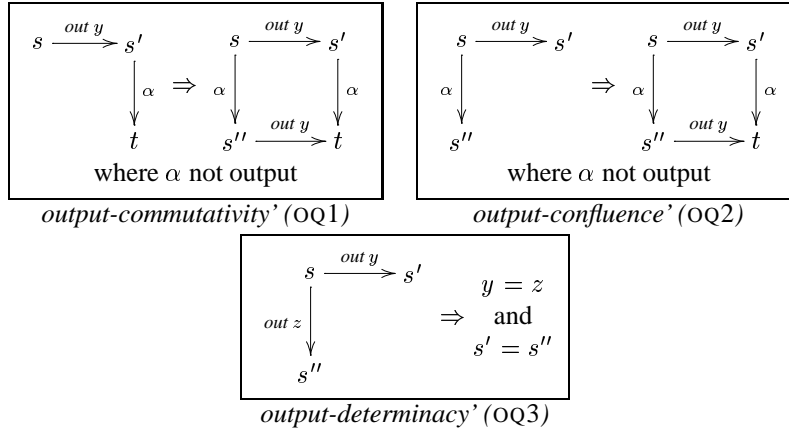 s out y s′ s out y s′
α ⇒ α α
t s″ out y t
where α not output
output-commutativity' (OQ1)
s out y s′ s out y s′
α ⇒ α α
s″ s″ out y t
where α not output
output-confluence' (OQ2)
s out y s′ y = z
out z ⇒ and
s″ s′ = s″
output-determinacy' (OQ3)